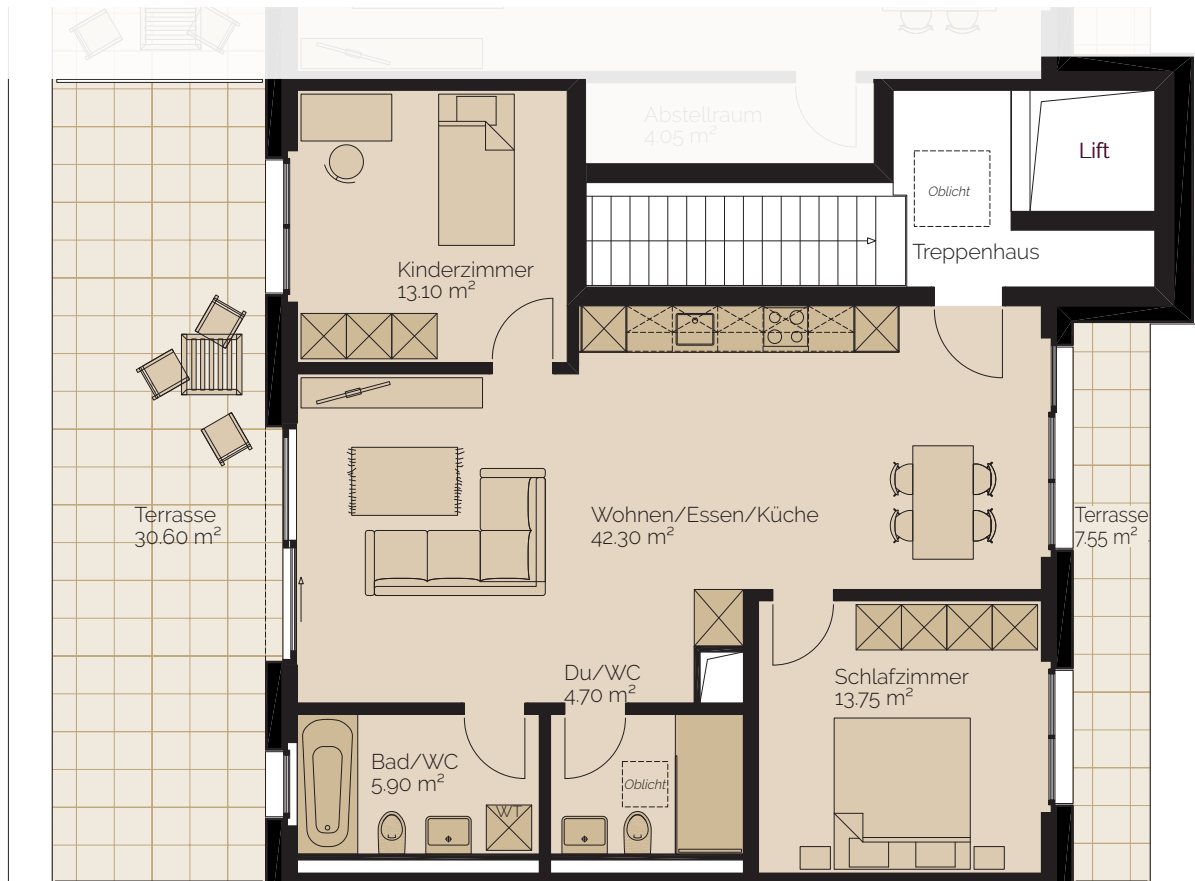 Abstellraum
4.05 m²
Lift
Oblicht
Treppenhaus
Kinderzimmer
13.10 m²
Terrasse
30.60 m²
Wohnen/Essen/Küche
42.30 m²
Terrasse
7.55 m²
Du/WC
4.70 m²
Schlafzimmer
13.75 m²
Bad/WC
5.90 m²
Oblicht
WT